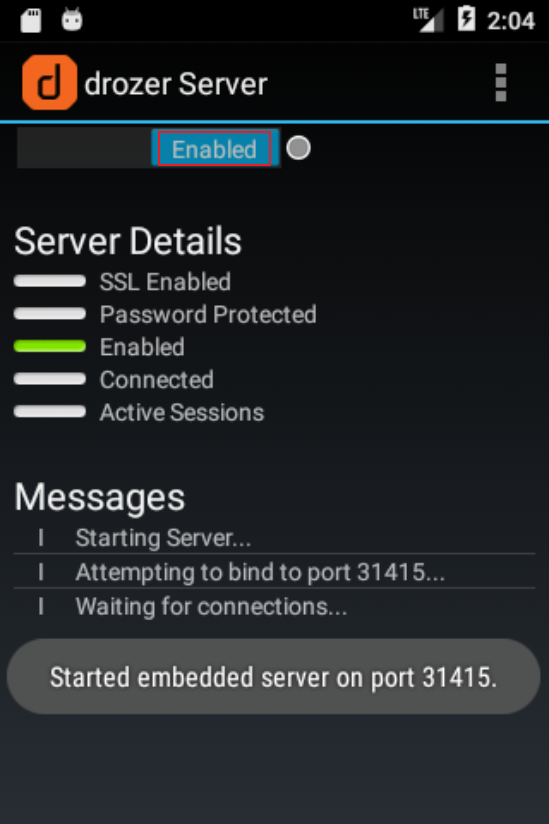 LTE 2:04
d drozer Server
Enabled
Server Details
SSL Enabled
Password Protected
Enabled
Connected
Active Sessions
Messages
I Starting Server...
I Attempting to bind to port 31415...
I Waiting for connections...
Started embedded server on port 31415.